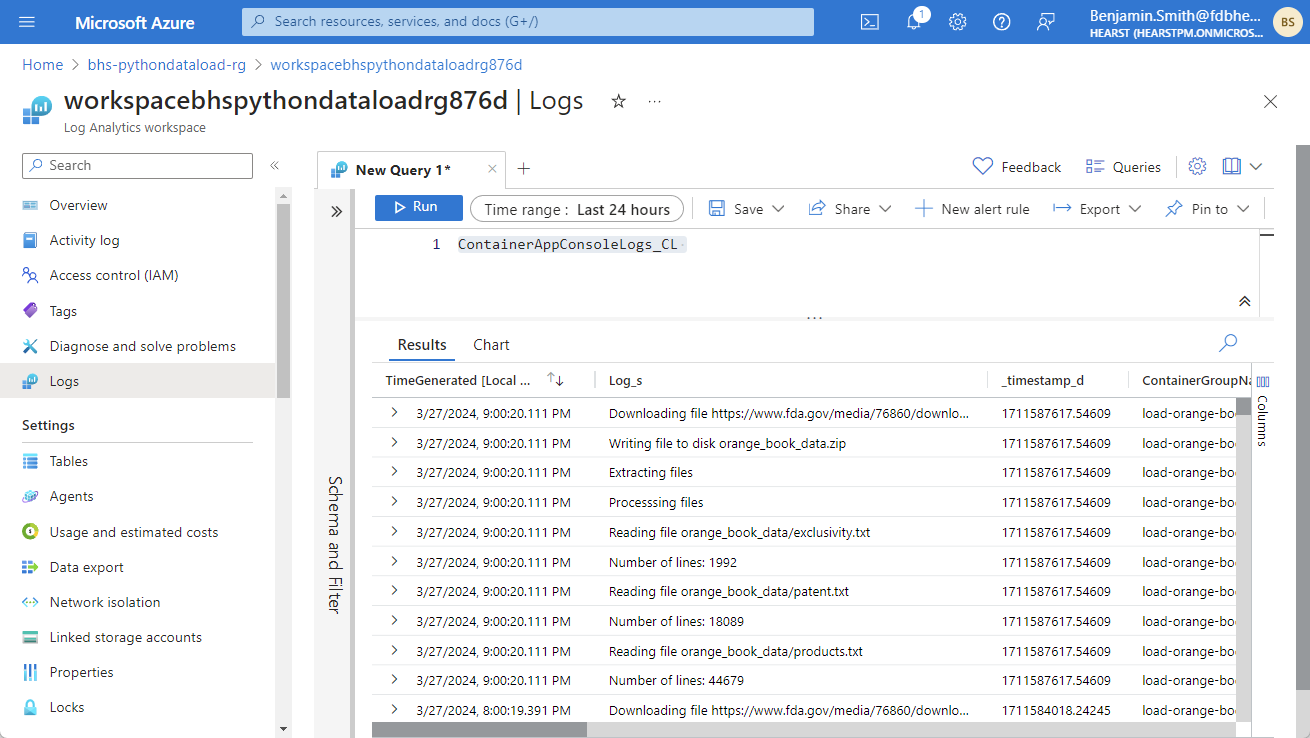 Microsoft Azure
Search resources, services, and docs (G+/)
1
Benjamin.Smith@fdbhe...
HEARST (HEARSTPM.ONMICROS...
BS
Home > bhs-pythondataload-rg > workspacebhspythondataloadrg876d
workspacebhspythondataloadrg876d | Logs
Log Analytics workspace
Search
Overview
Activity log
Access control (IAM)
Tags
Diagnose and solve problems
Logs
Settings
Tables
Agents
Usage and estimated costs
Data export
Network isolation
Linked storage accounts
Properties
Locks
New Query 1*
Feedback
Queries
Run
Time range : Last 24 hours
Save
Share
New alert rule
Export
Pin to
1 ContainerAppConsoleLogs_CL
Schema and Filter
Results Chart
TimeGenerated [Local ... Log_s _timestamp_d ContainerGroupNa
3/27/2024, 9:00:20.111 PM Downloading file https://www.fda.gov/media/76860/downlo... 1711587617.54609 load-orange-bo
3/27/2024, 9:00:20.111 PM Writing file to disk orange_book_data.zip 1711587617.54609 load-orange-bo
3/27/2024, 9:00:20.111 PM Extracting files 1711587617.54609 load-orange-bo
3/27/2024, 9:00:20.111 PM Processsing files 1711587617.54609 load-orange-bo
3/27/2024, 9:00:20.111 PM Reading file orange_book_data/exclusivity.txt 1711587617.54609 load-orange-bo
3/27/2024, 9:00:20.111 PM Number of lines: 1992 1711587617.54609 load-orange-bo
3/27/2024, 9:00:20.111 PM Reading file orange_book_data/patent.txt 1711587617.54609 load-orange-bo
3/27/2024, 9:00:20.111 PM Number of lines: 18089 1711587617.54609 load-orange-bo
3/27/2024, 9:00:20.111 PM Reading file orange_book_data/products.txt 1711587617.54609 load-orange-bo
3/27/2024, 9:00:20.111 PM Number of lines: 44679 1711587617.54609 load-orange-bo
3/27/2024, 8:00:19.391 PM Downloading file https://www.fda.gov/media/76860/downlo... 1711584018.24245 load-orange-bo
Columns